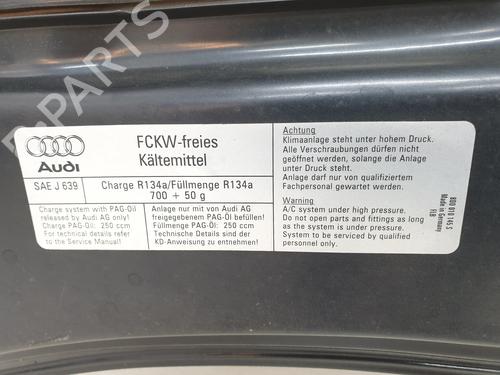 Audi
FCKW-freies
Kältemittel
SAE J 639
Charge R134a/Füllmenge R134a
700 + 50 g
Charge system with PAG-Oil
released by Audi AG only!
Charge PAG-Oil: 250 ccm
For technical details refer
to the Service Manual!
Anlage nur mit von Audi AG
freigegebenem PAG-Öl befüllen!
Füllmenge PAG-Öl: 250 ccm
Technische Details sind der
KD-Anweisung zu entnehmen!
Achtung
Klimaanlage steht unter hohem Druck.
Alle Verschraubungen dürfen nicht
geöffnet werden, solange die Anlage
unter Druck steht.
Anlage darf nur von qualifiziertem
Fachpersonal gewartet werden.
Warning
A/C system under high pressure.
Do not open parts and fittings as long
as the system is under pressure.
System to be serviced by qualified
personnel only.
8D0 010 145 S
Made in Germany
B-Parts